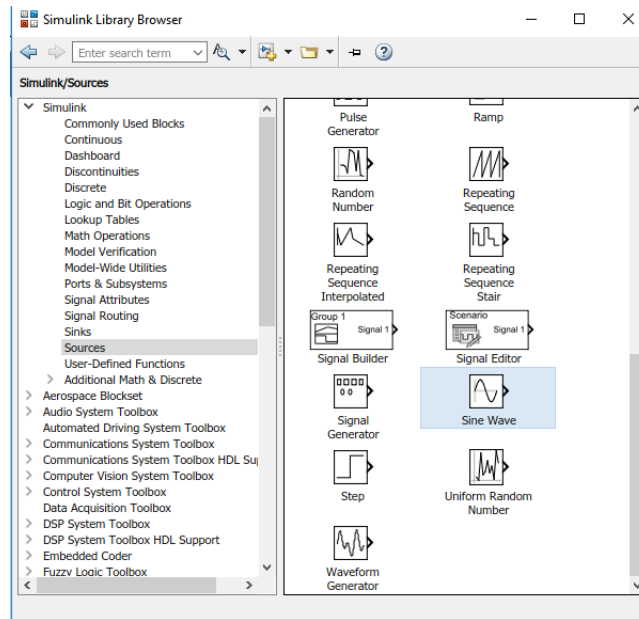 Simulink Library Browser
Enter search term
Simulink/Sources
Simulink
Commonly Used Blocks
Continuous
Dashboard
Discontinuities
Discrete
Logic and Bit Operations
Lookup Tables
Math Operations
Model Verification
Model-Wide Utilities
Ports & Subsystems
Signal Attributes
Signal Routing
Sinks
Sources
User-Defined Functions
Additional Math & Discrete
Aerospace Blockset
Audio System Toolbox
Automated Driving System Toolbox
Communications System Toolbox
Communications System Toolbox HDL Su
Computer Vision System Toolbox
Control System Toolbox
Data Acquisition Toolbox
DSP System Toolbox
DSP System Toolbox HDL Support
Embedded Coder
Fuzzy Logic Toolbox
Pulse
Generator
Ramp
Random
Number
Repeating
Sequence
Repeating
Sequence
Interpolated
Repeating
Sequence
Stair
Group 1
Signal 1
Signal Builder
Scenario
Signal 1
Signal Editor
Signal
Generator
Sine Wave
Step
Uniform Random
Number
Waveform
Generator